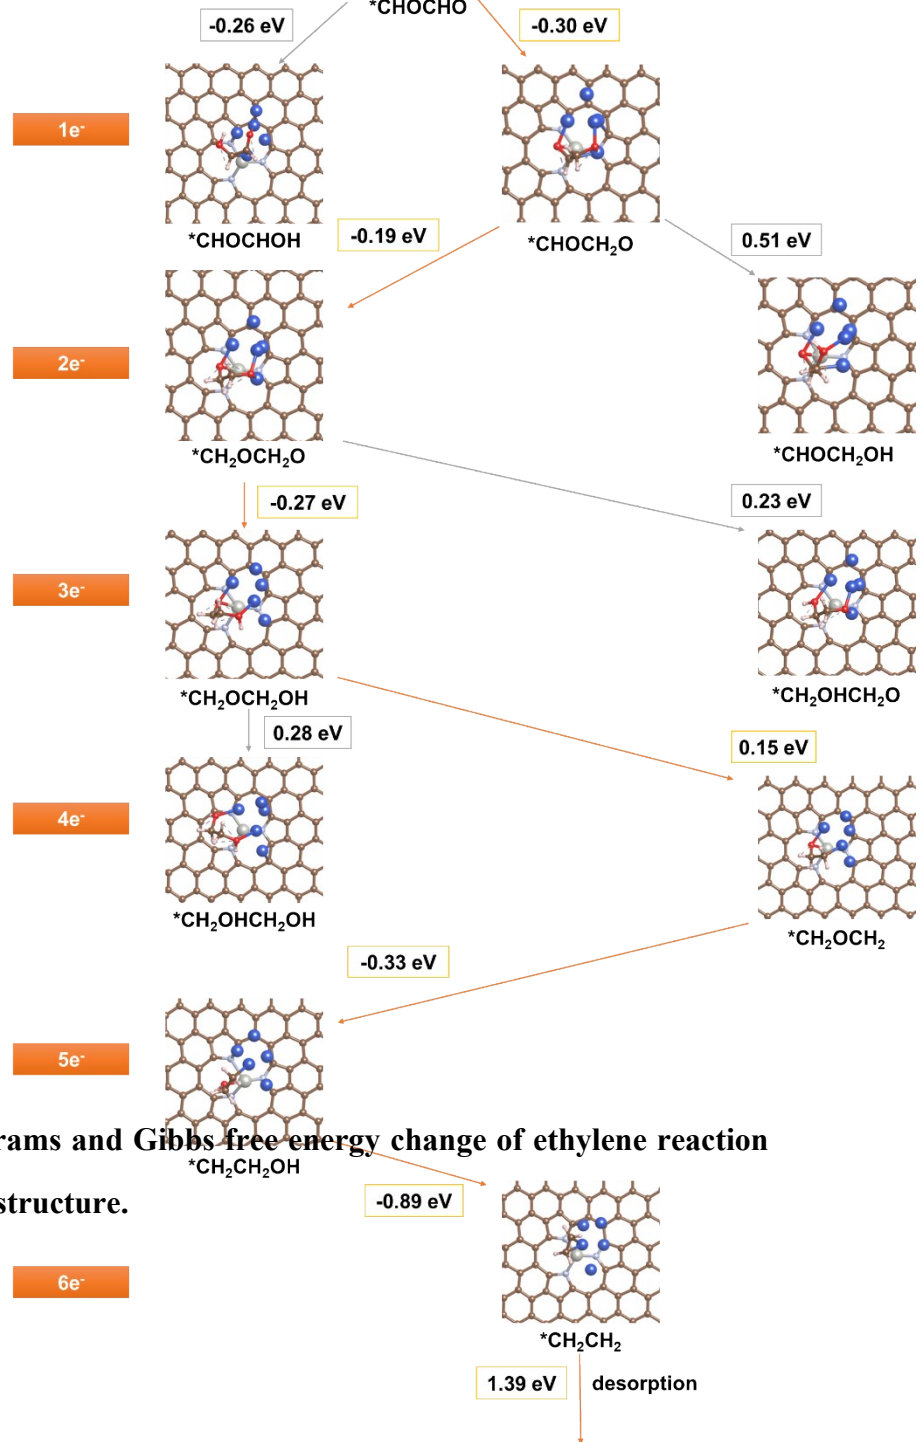 *CHOCHO
-0.26 eV
-0.30 eV
1e⁻
*CHOCHOH
*CHOCH₂O
-0.19 eV
0.51 eV
2e⁻
*CH₂OCH₂O
*CHOCH₂OH
-0.27 eV
0.23 eV
3e⁻
*CH₂OCH₂OH
*CH₂OHCH₂O
0.28 eV
0.15 eV
4e⁻
*CH₂OHCH₂OH
*CH₂OCH₂
-0.33 eV
5e⁻
rams and Gibbs free energy change of ethylene reaction
*CH₂CH₂OH
structure.
-0.89 eV
6e⁻
*CH₂CH₂
1.39 eV desorption